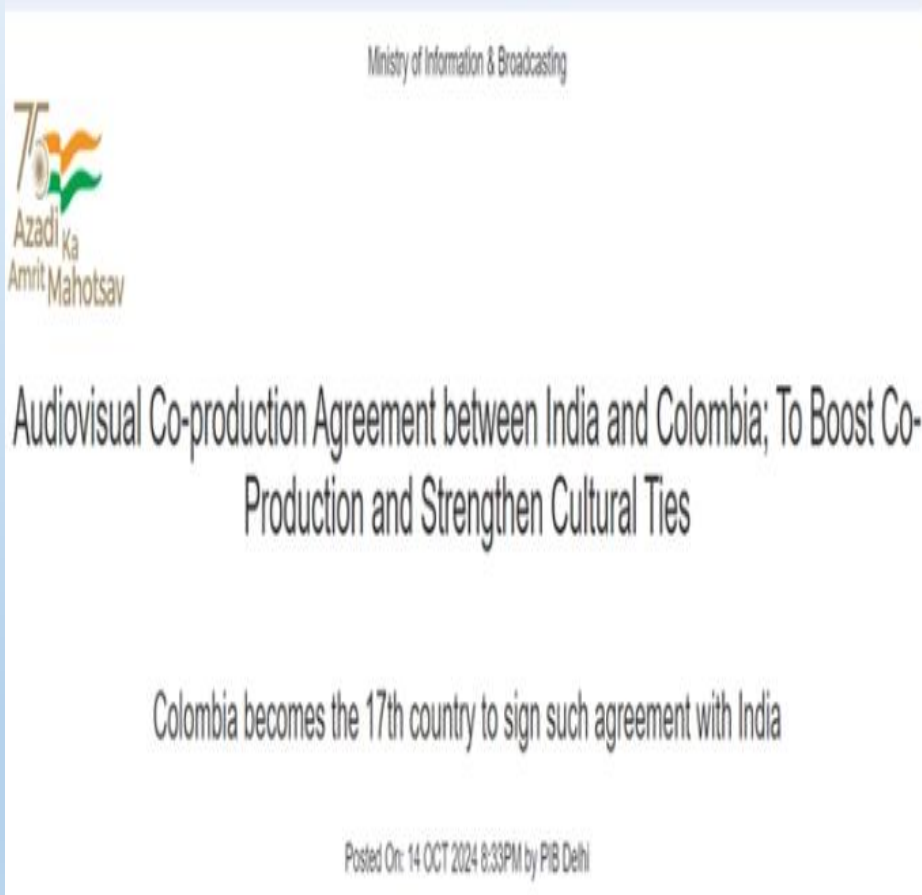 Ministry of Information & Broadcasting
75
Azadi Ka
Amrit Mahotsav
Audiovisual Co-production Agreement between India and Colombia; To Boost Co-
Production and Strengthen Cultural Ties
Colombia becomes the 17th country to sign such agreement with India
Posted On: 14 OCT 2024 8:33PM by PIB Delhi